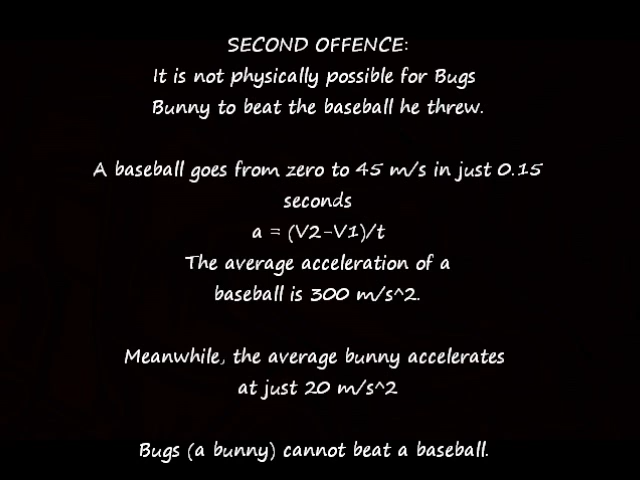 SECOND OFFENCE:
It is not physically possible for Bugs
Bunny to beat the baseball he threw.
A baseball goes from zero to 45 m/s in just 0.15
seconds
a = (V2-V1)/t
The average acceleration of a
baseball is 300 m/s^2.
Meanwhile, the average bunny accelerates
at just 20 m/s^2
Bugs (a bunny) cannot beat a baseball.